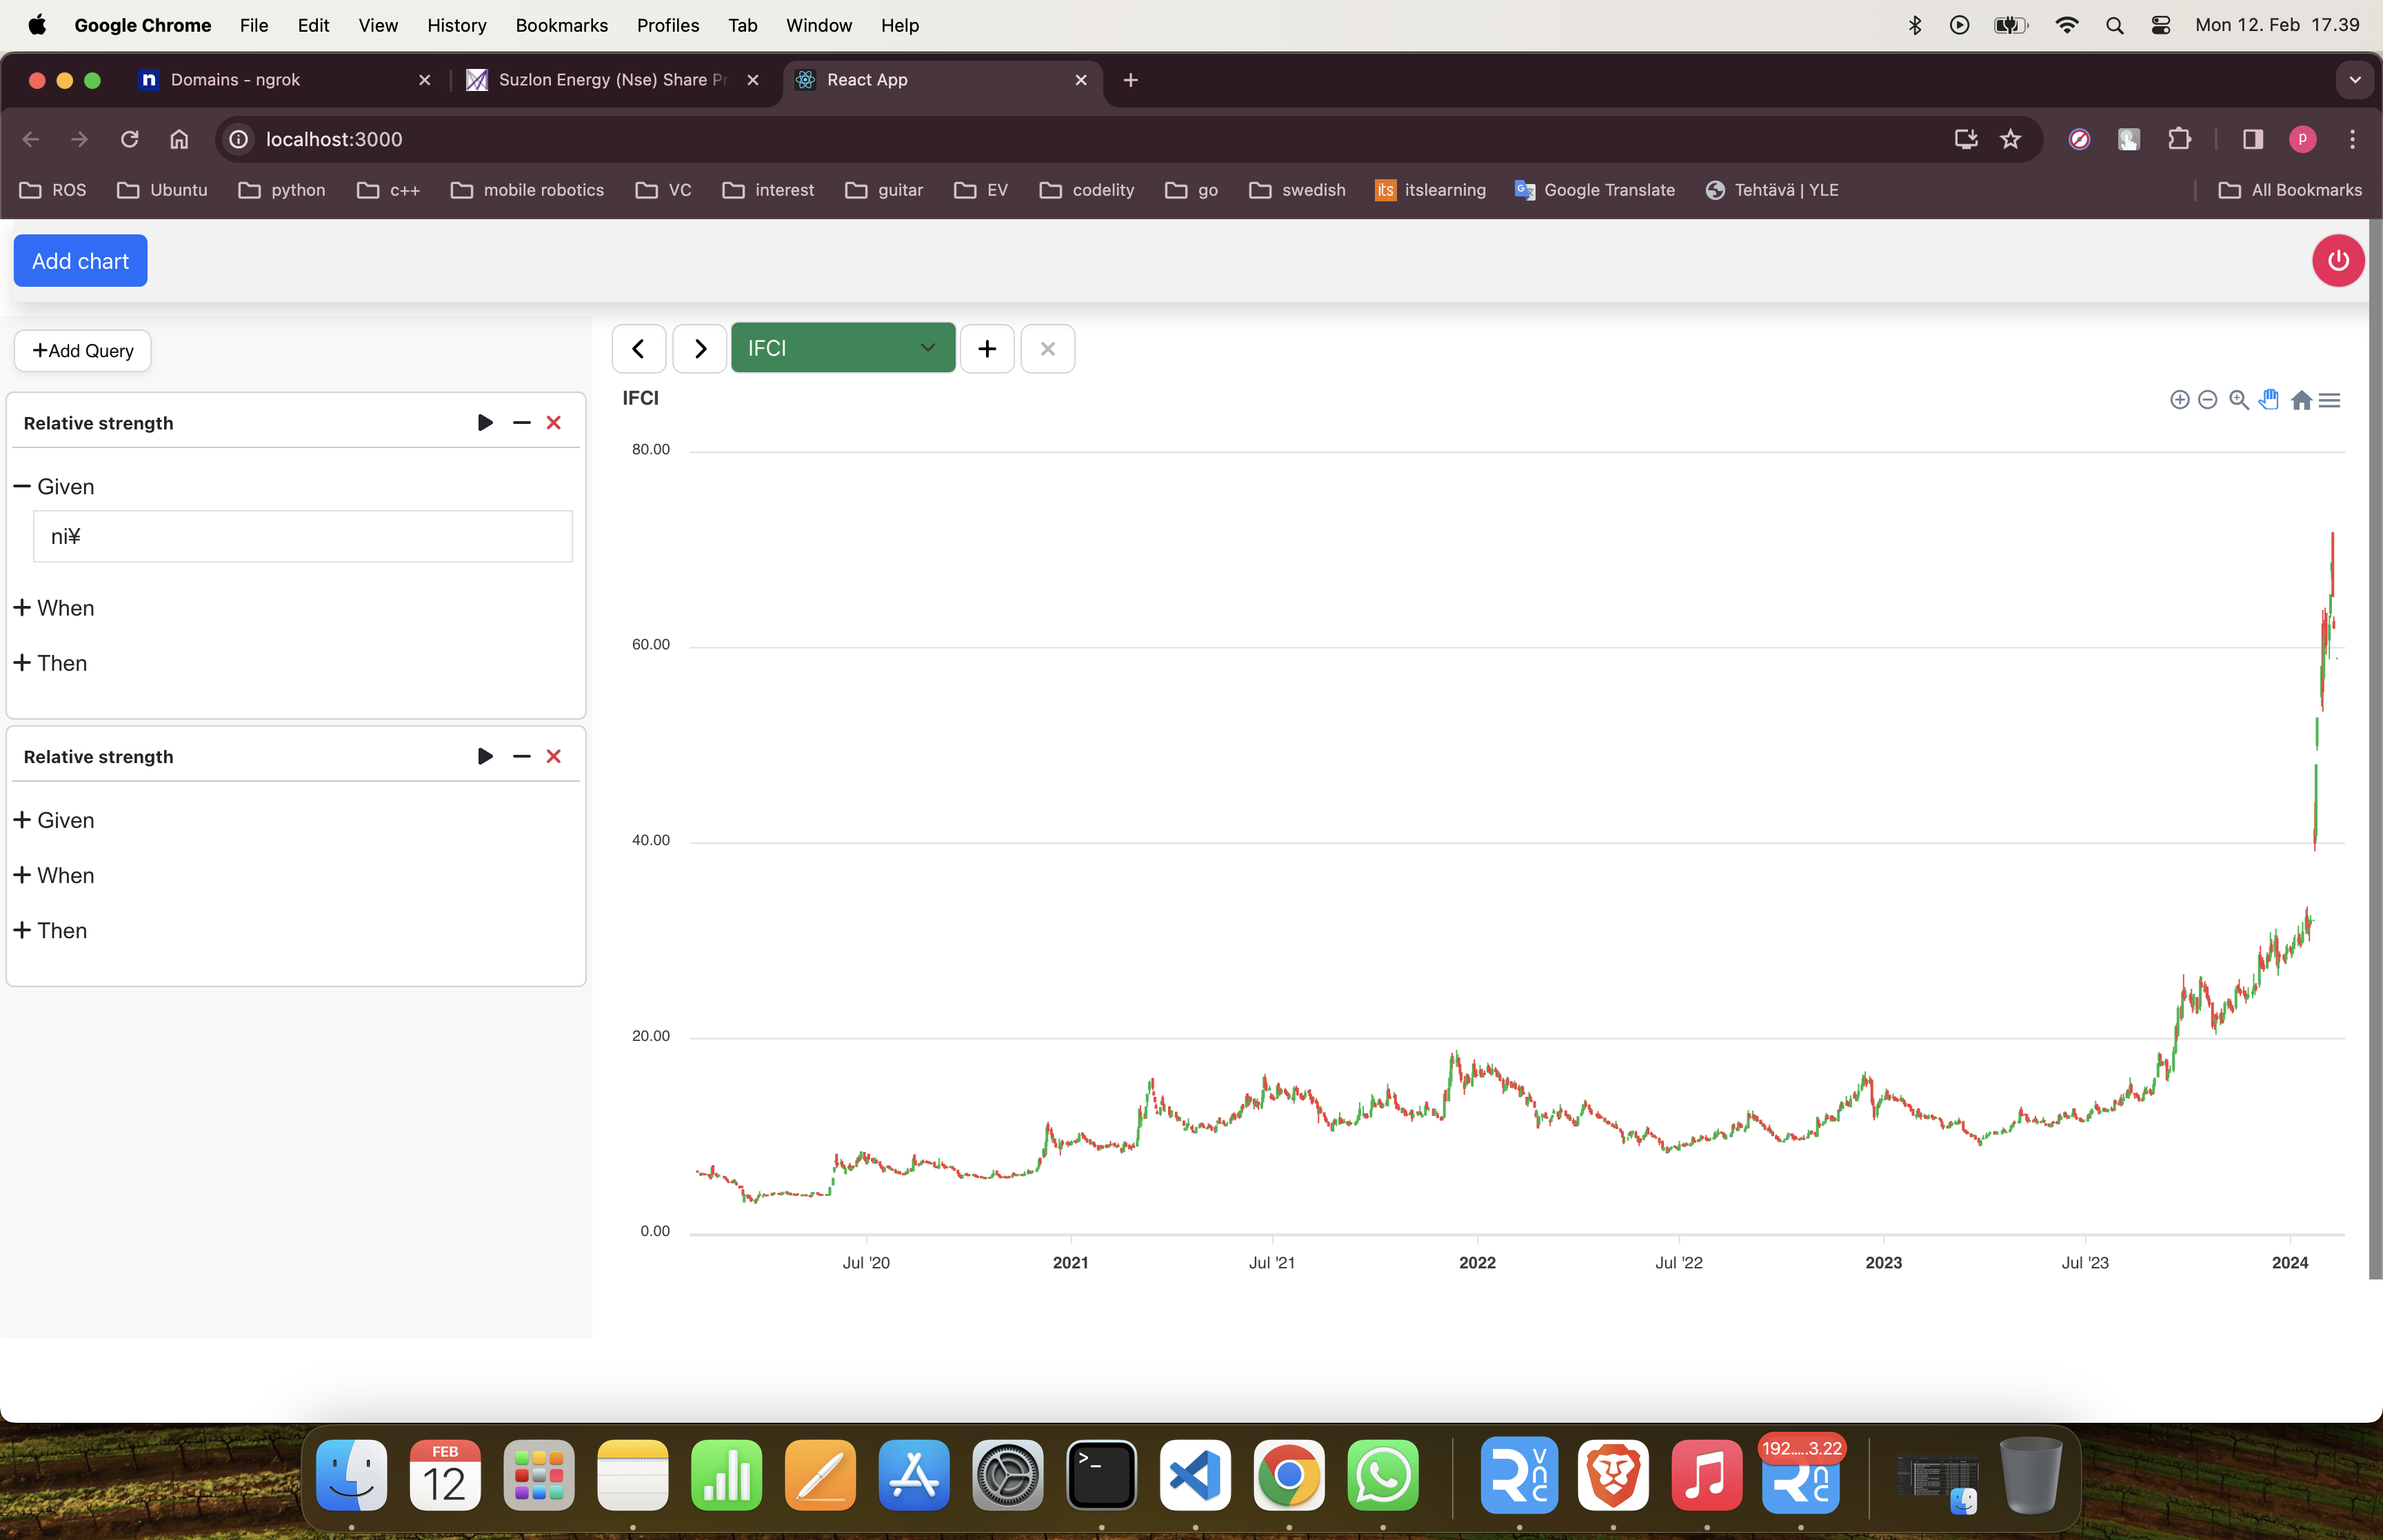 Google Chrome File Edit View History Bookmarks Profiles Tab Window Help Mon 12. Feb 17.39
Domains - ngrok Suzlon Energy (Nse) Share Pr React App
localhost:3000 p
ROS Ubuntu python c++ mobile robotics VC interest guitar EV codelity go swedish its itslearning Google Translate Tehtävä | YLE All Bookmarks
Add chart
+Add Query
Relative strength
Given
ni¥
When
Then
Relative strength
Given
When
Then
IFCI
IFCI
80.00
60.00
40.00
20.00
0.00
Jul '20 2021 Jul '21 2022 Jul '22 2023 Jul '23 2024
FEB
12
VNC
192.....3.22